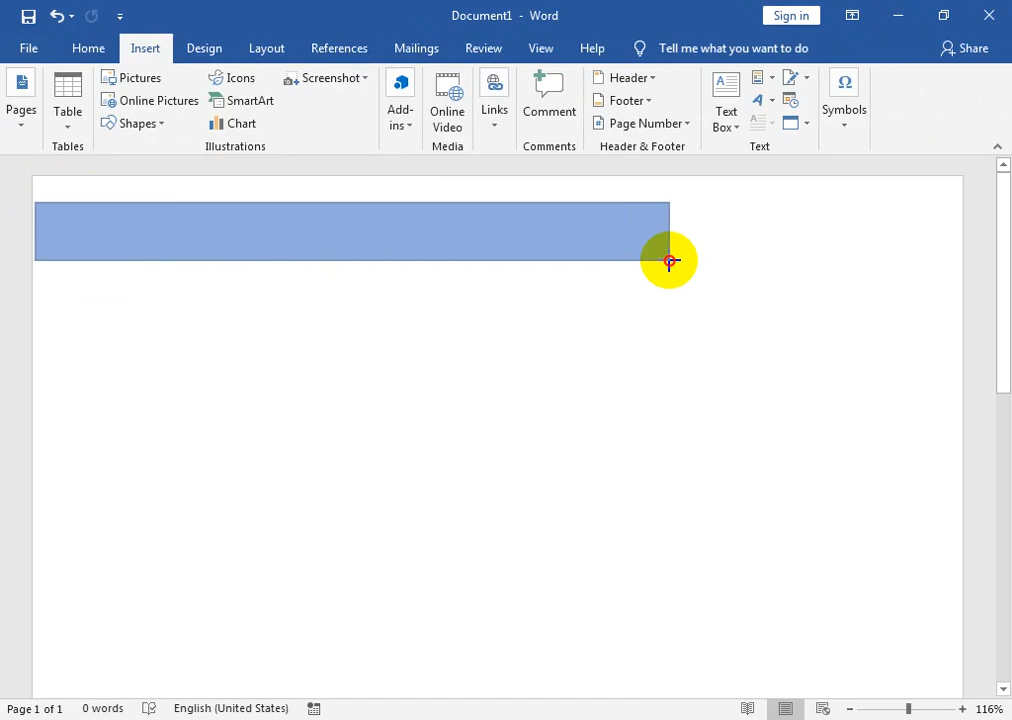 Document1 - Word
Sign in
File Home Insert Design Layout References Mailings Review View Help Tell me what you want to do Share
Pages
Table
Tables
Pictures
Online Pictures
Shapes
Icons
SmartArt
Chart
Screenshot
Illustrations
Add-
ins
Online
Video
Media
Links
Comment
Comments
Header
Footer
Page Number
Header & Footer
Text
Box
Text
Symbols
Page 1 of 1 0 words English (United States) 116%